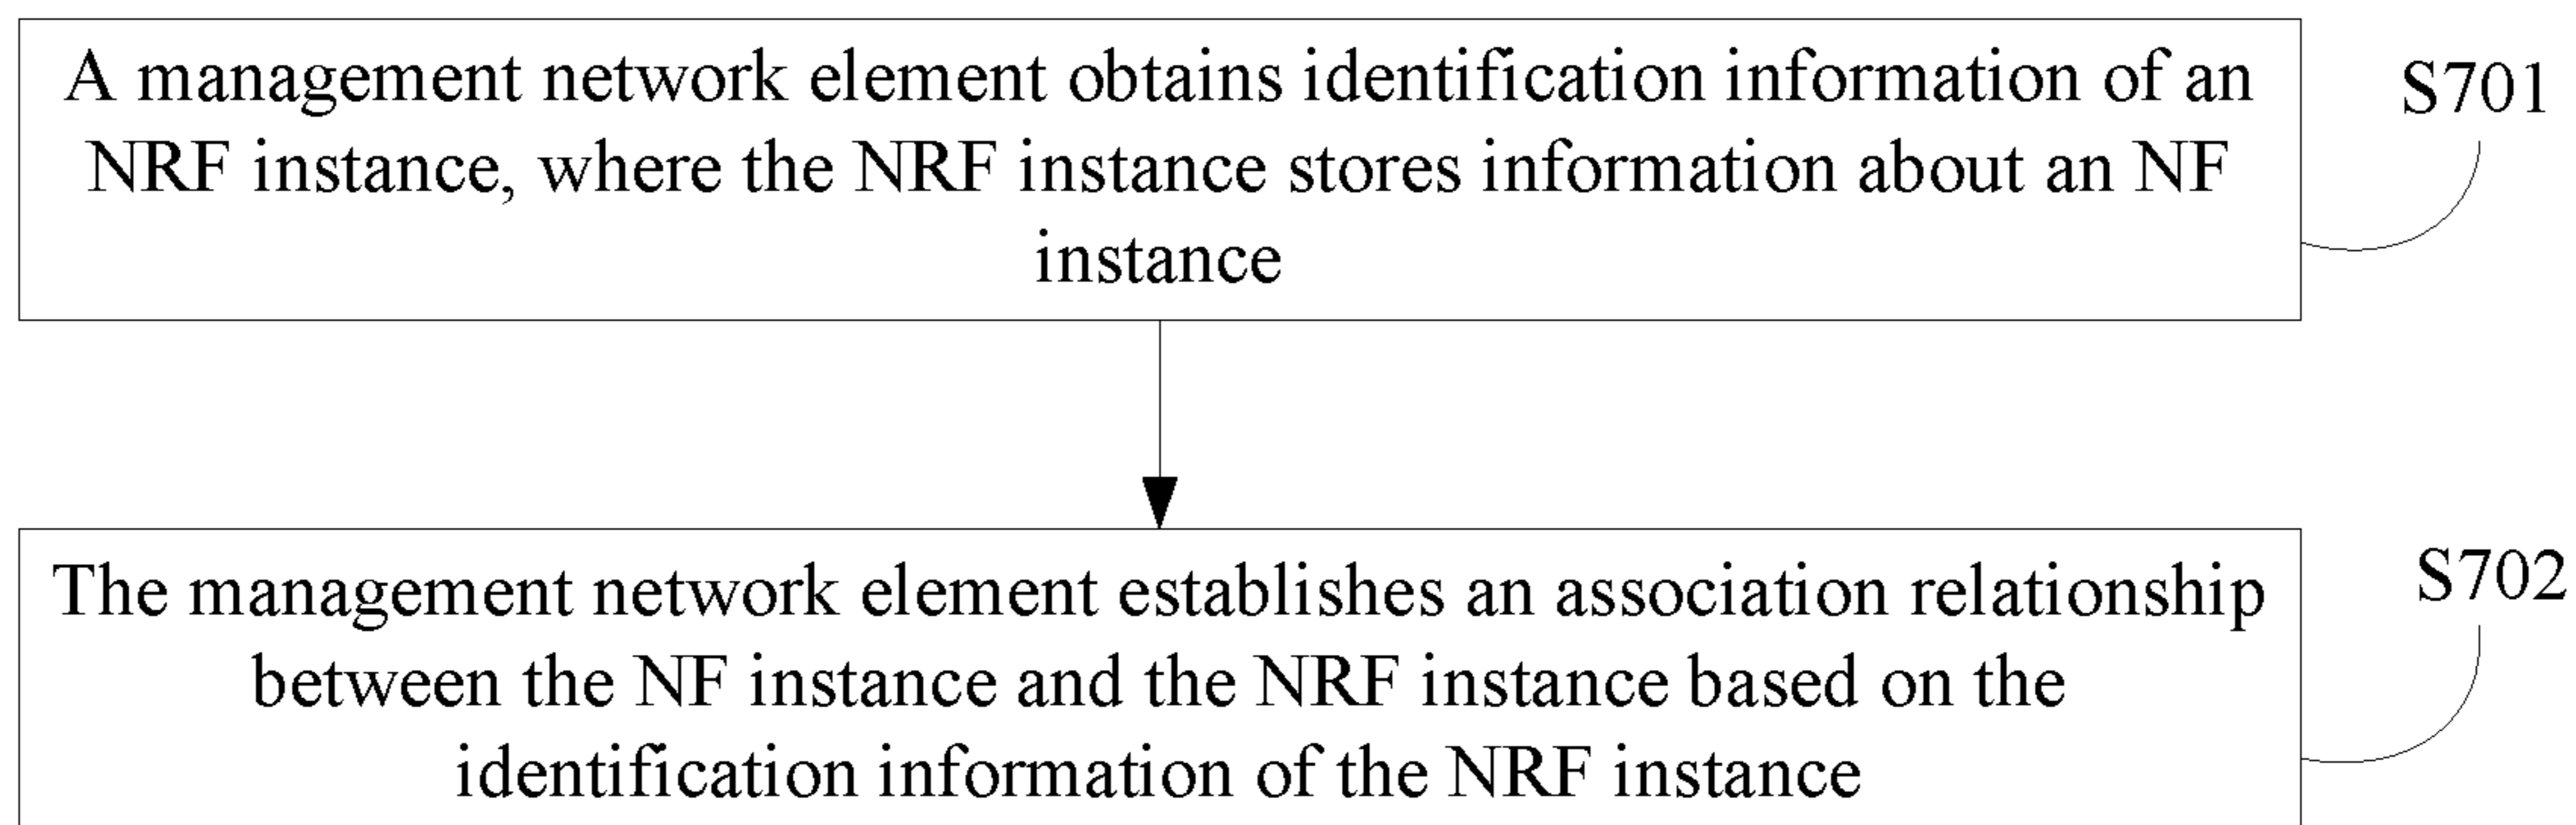 A management network element obtains identification information of an
NRF instance, where the NRF instance stores information about an NF
instance
S701
The management network element establishes an association relationship
between the NF instance and the NRF instance based on the
identification information of the NRF instance
S702